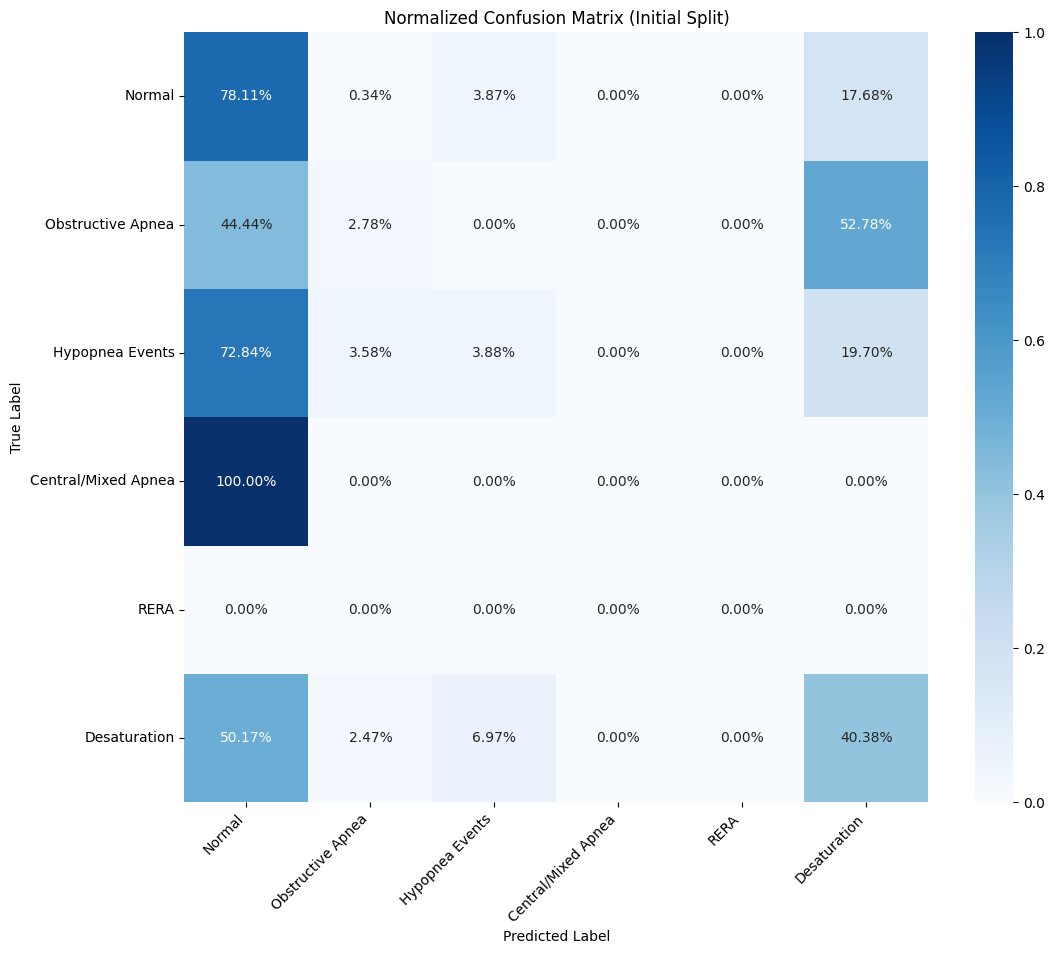 Normalized Confusion Matrix (Initial Split)
True Label
Normal 78.11% 0.34% 3.87% 0.00% 0.00% 17.68%
Obstructive Apnea 44.44% 2.78% 0.00% 0.00% 0.00% 52.78%
Hypopnea Events 72.84% 3.58% 3.88% 0.00% 0.00% 19.70%
Central/Mixed Apnea 100.00% 0.00% 0.00% 0.00% 0.00% 0.00%
RERA 0.00% 0.00% 0.00% 0.00% 0.00% 0.00%
Desaturation 50.17% 2.47% 6.97% 0.00% 0.00% 40.38%
Normal
Obstructive Apnea
Hypopnea Events
Central/Mixed Apnea
RERA
Desaturation
Predicted Label
1.0
0.8
0.6
0.4
0.2
0.0